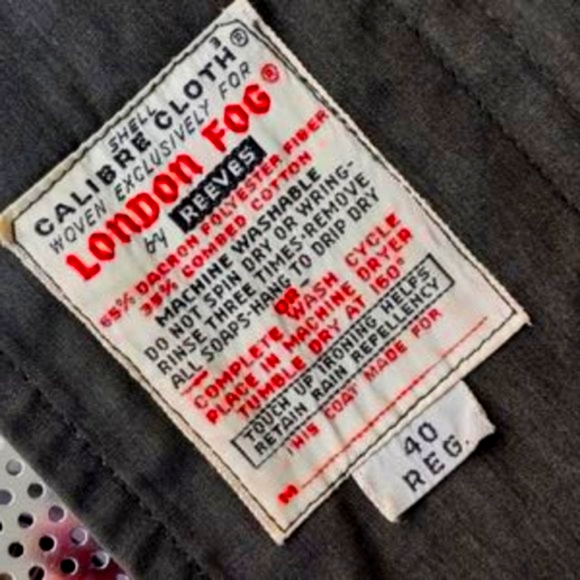 SHELL
CALIBRE CLOTH³®
WOVEN EXCLUSIVELY FOR
LONDON FOG®
by REEVES
65% DACRON POLYESTER FIBER
35% COMBED COTTON
MACHINE WASHABLE
DO NOT SPIN DRY OR WRING-
RINSE THREE TIMES-REMOVE
ALL SOAPS-HANG TO DRIP DRY
OR
COMPLETE WASH CYCLE
PLACE IN MACHINE DRYER
TUMBLE DRY AT 160°
TOUCH UP IRONING HELPS
RETAIN RAIN REPELLENCY
THIS COAT MADE FOR
M
40
REG.